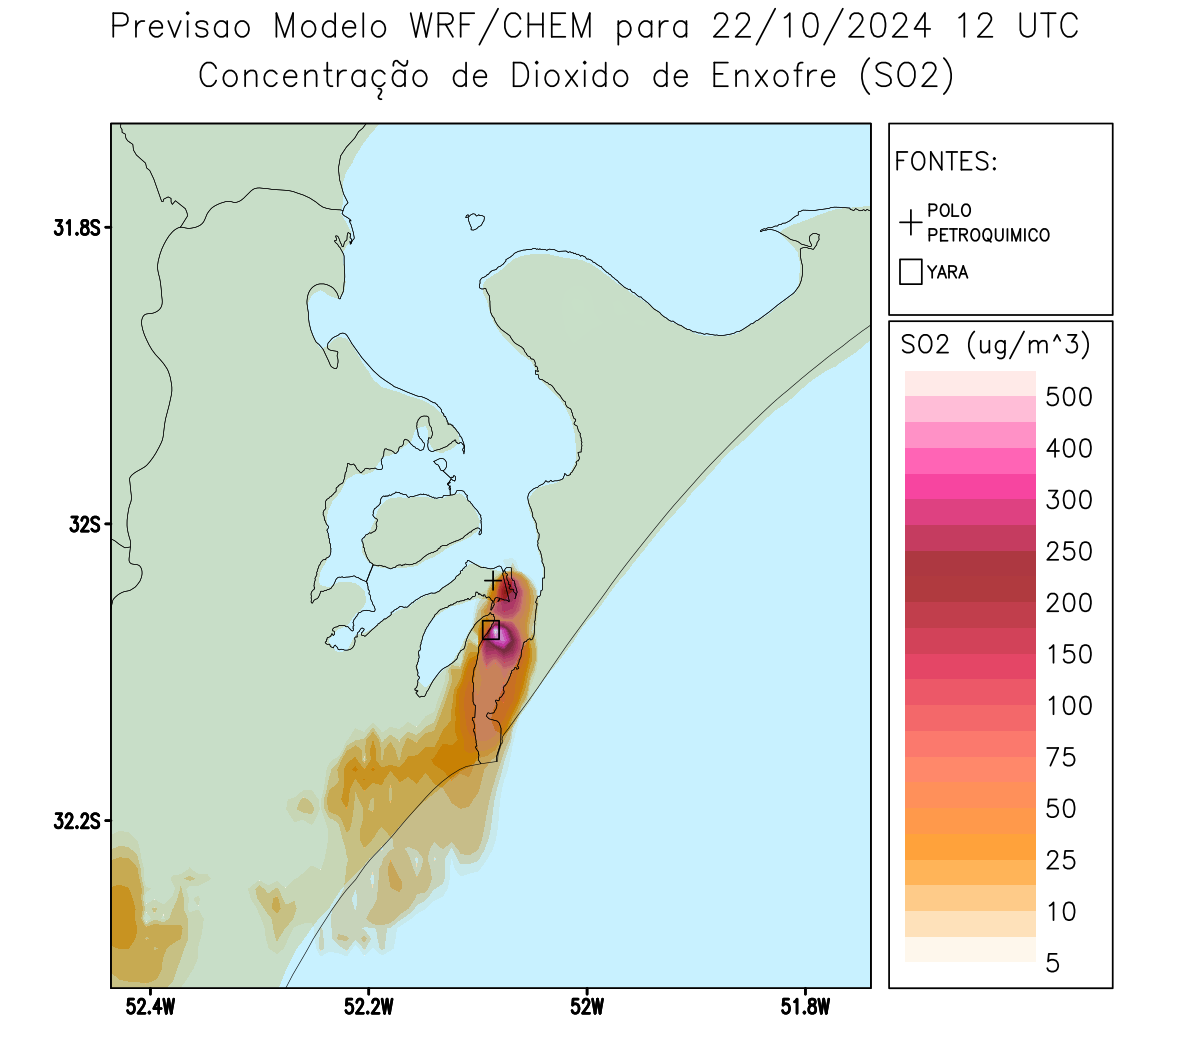 Previsao Modelo WRF/CHEM para 22/10/2024 12 UTC
Concentração de Dioxido de Enxofre (SO2)
FONTES:
POLO
PETROQUIMICO
YARA
31.8S
32S
32.2S
52.4W
52.2W
52W
51.8W
SO2 (ug/m^3)
500
400
300
250
200
150
100
75
50
25
10
5